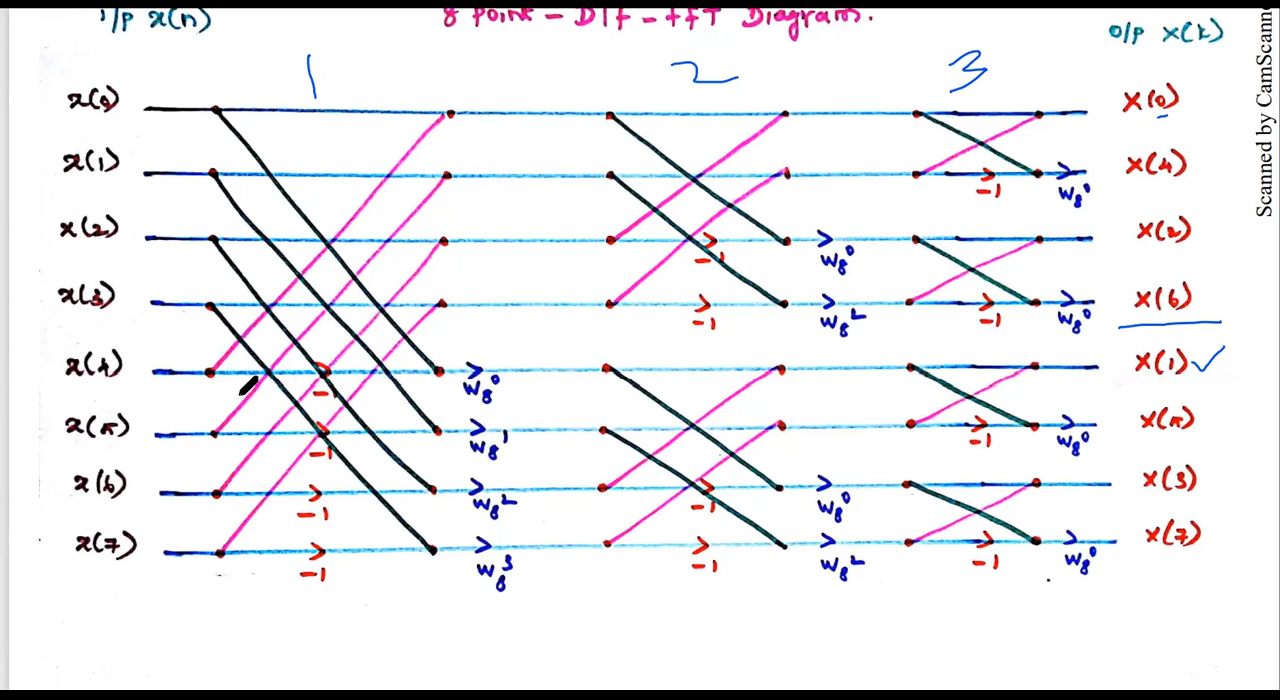 i/p x(n) 8 Point - DIF - FFT Diagram. o/p X(k)
1 2 3
x(0) X(0)
x(1) X(4)
-1 W8^0
x(2) X(2)
-1 W8^0
x(3) X(6)
-1 W8^2 -1 W8^0
x(4) X(1) ✓
-1 W8^0
x(5) X(5)
-1 W8^1 -1 W8^0
x(6) X(3)
-1 W8^2 -1 W8^0
x(7) X(7)
-1 W8^3 -1 W8^2 -1 W8^0
Scanned by CamScann